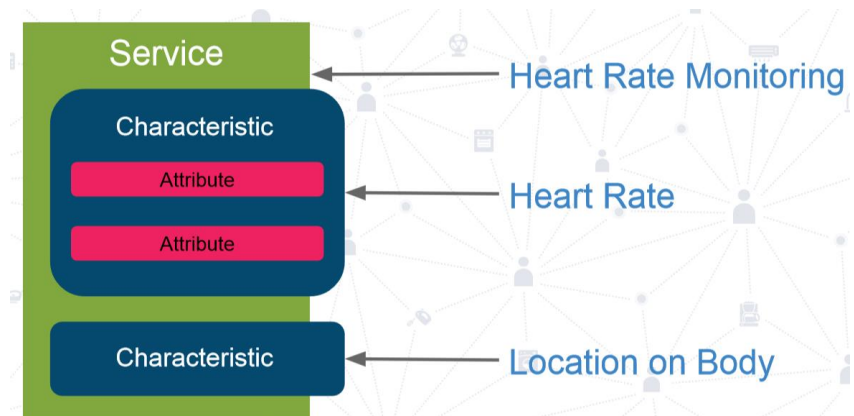 Service
Heart Rate Monitoring
Characteristic
Attribute
Heart Rate
Attribute
Characteristic
Location on Body